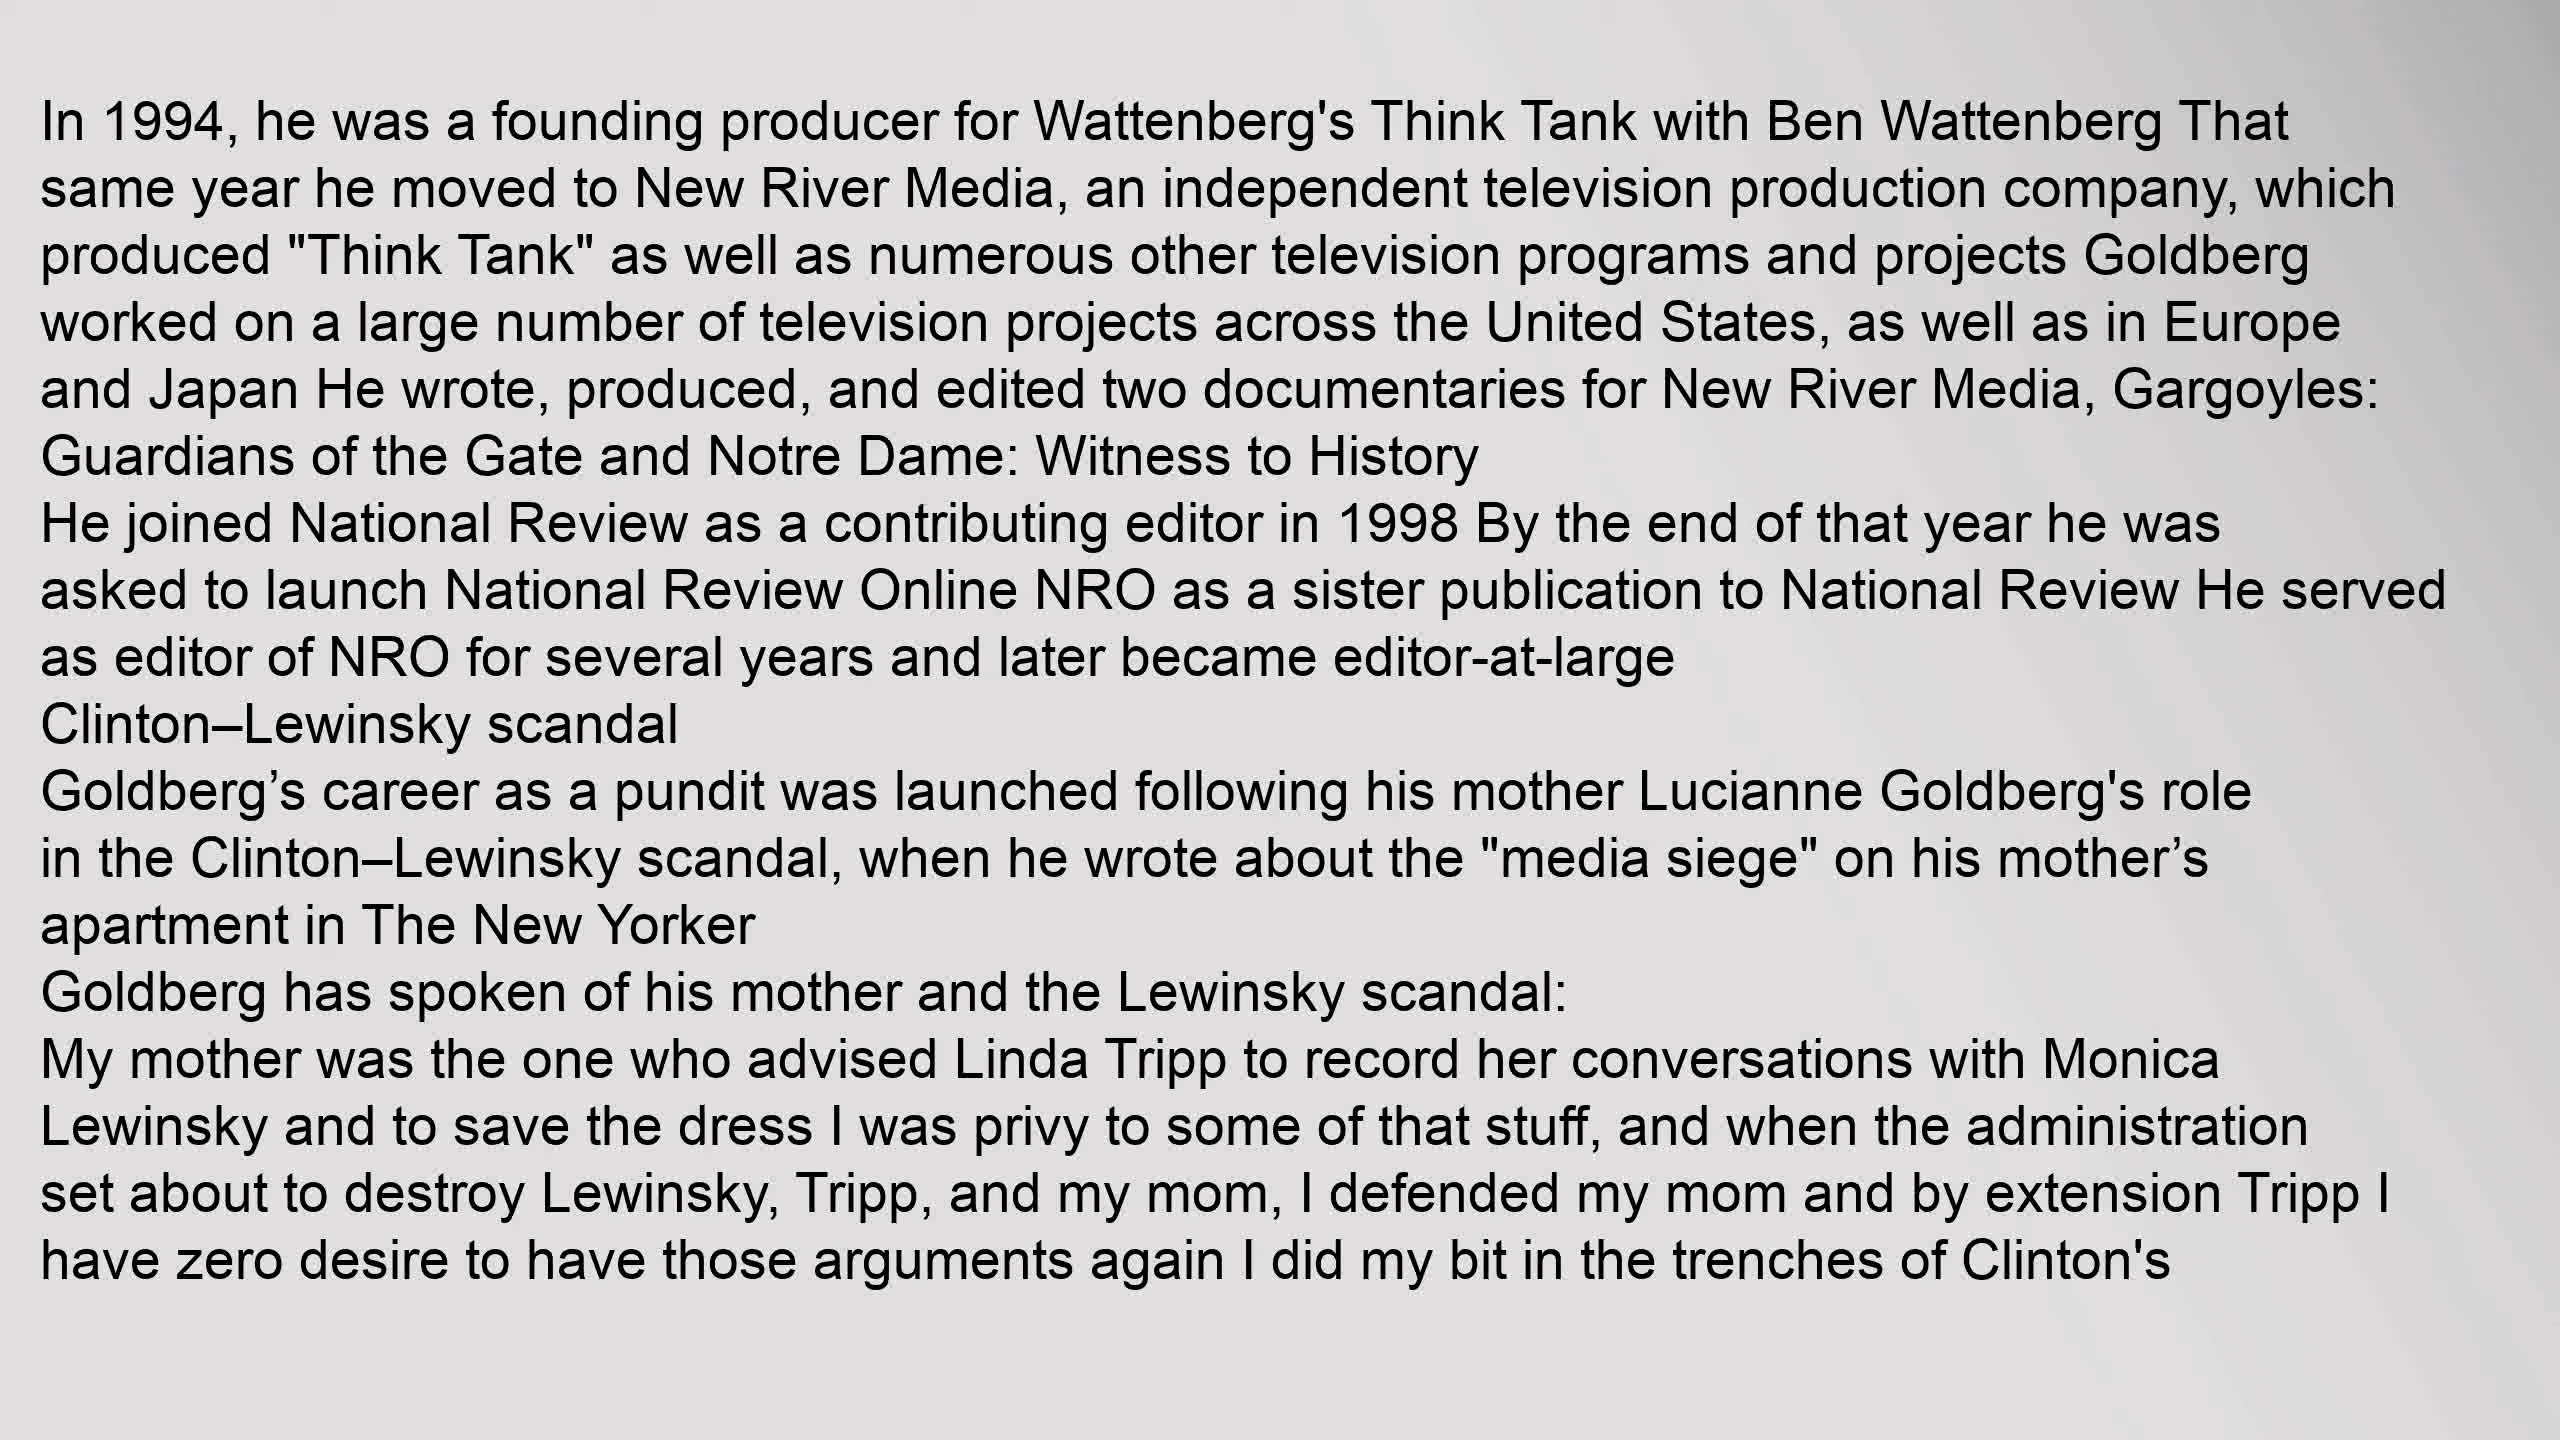 In 1994, he was a founding producer for Wattenberg's Think Tank with Ben Wattenberg That
same year he moved to New River Media, an independent television production company, which
produced "Think Tank" as well as numerous other television programs and projects Goldberg
worked on a large number of television projects across the United States, as well as in Europe
and Japan He wrote, produced, and edited two documentaries for New River Media, Gargoyles:
Guardians of the Gate and Notre Dame: Witness to History
He joined National Review as a contributing editor in 1998 By the end of that year he was
asked to launch National Review Online NRO as a sister publication to National Review He served
as editor of NRO for several years and later became editor-at-large
Clinton–Lewinsky scandal
Goldberg’s career as a pundit was launched following his mother Lucianne Goldberg's role
in the Clinton–Lewinsky scandal, when he wrote about the "media siege" on his mother’s
apartment in The New Yorker
Goldberg has spoken of his mother and the Lewinsky scandal:
My mother was the one who advised Linda Tripp to record her conversations with Monica
Lewinsky and to save the dress I was privy to some of that stuff, and when the administration
set about to destroy Lewinsky, Tripp, and my mom, I defended my mom and by extension Tripp I
have zero desire to have those arguments again I did my bit in the trenches of Clinton's